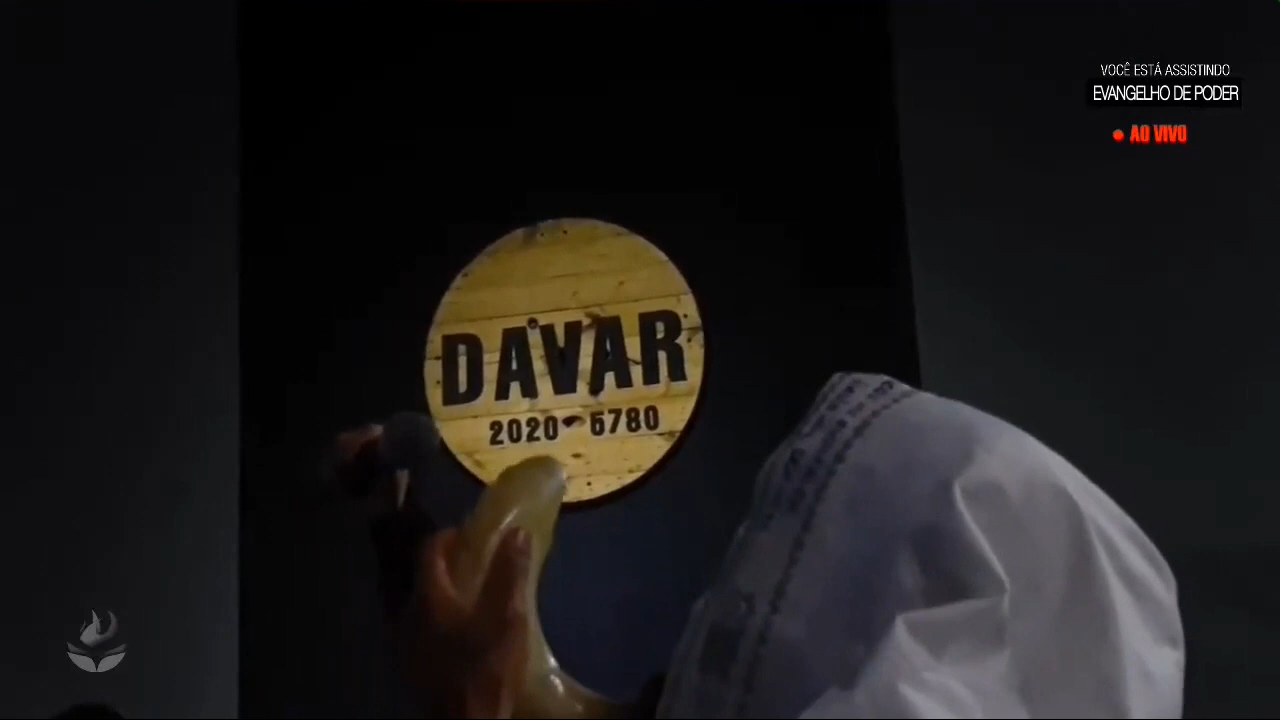 VOCÊ ESTÁ ASSISTINDO
EVANGELHO DE PODER
AO VIVO
DAVAR
2020 5780